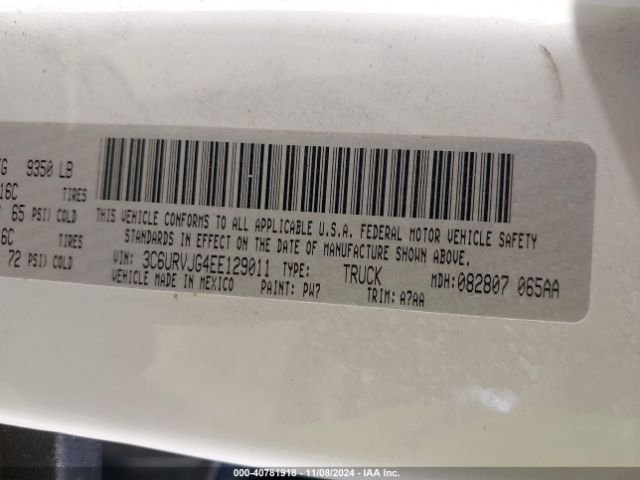 KG 9350 LB
16C TIRES
65 PSI) COLD
6C TIRES
72 PSI) COLD
THIS VEHICLE CONFORMS TO ALL APPLICABLE U.S.A. FEDERAL MOTOR VEHICLE SAFETY
STANDARDS IN EFFECT ON THE DATE OF MANUFACTURE SHOWN ABOVE.
VIN: 3C6URVJG4EE129011 TYPE: TRUCK MDH:082807 065AA
VEHICLE MADE IN MEXICO PAINT: PW7 TRIM: A7AA
000-40781918 - 11/08/2024 - IAA Inc.